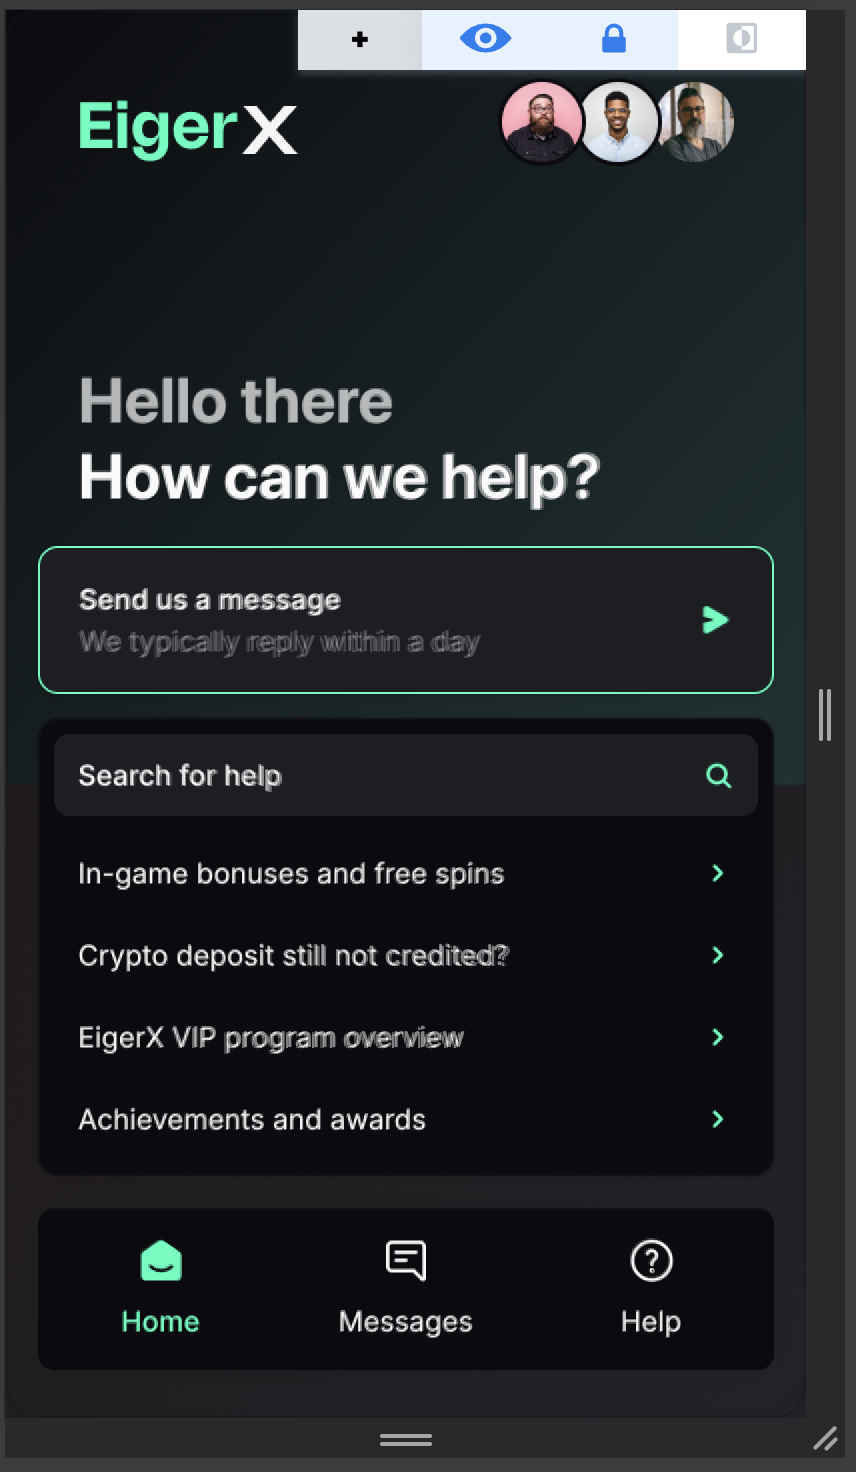 EigerX
Hello there
How can we help?
Send us a message
We typically reply within a day
Search for help
In-game bonuses and free spins
Crypto deposit still not credited?
EigerX VIP program overview
Achievements and awards
Home
Messages
Help